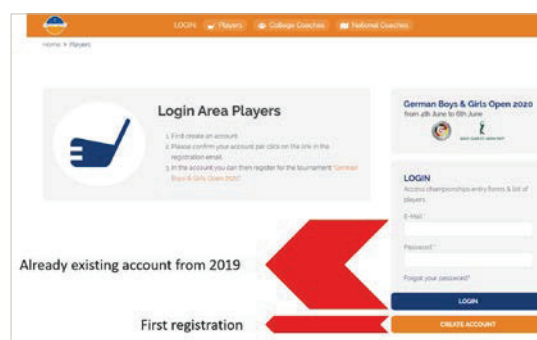 LOGIN: Players College Coaches National Coaches
Home > Players
Login Area Players
1. First create an account.
2. Please confirm your account per click on the link in the
registration email.
3. In the account you can then register for the tournament "German
Boys & Girls Open 2020".
German Boys & Girls Open 2020
from 4th June to 6th June
LOGIN
Access championships entry forms & list of
players.
E-Mail *
Password *
Forgot your password?
LOGIN
CREATE ACCOUNT
Already existing account from 2019
First registration